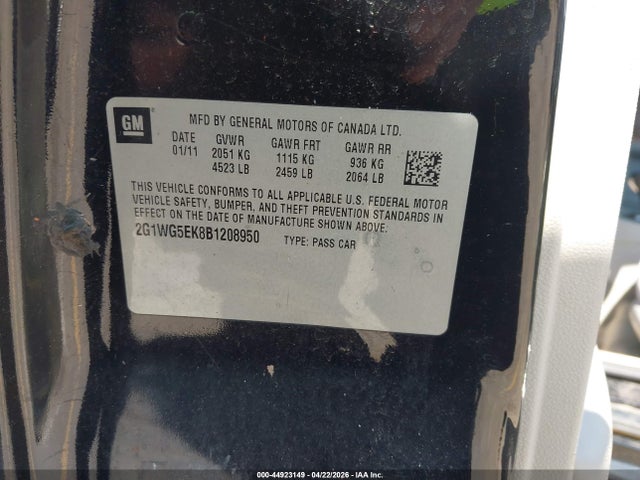 GM
MFD BY GENERAL MOTORS OF CANADA LTD.
DATE GVWR GAWR FRT GAWR RR
01/11 2051 KG 1115 KG 936 KG
4523 LB 2459 LB 2064 LB
THIS VEHICLE CONFORMS TO ALL APPLICABLE U.S. FEDERAL MOTOR
VEHICLE SAFETY, BUMPER, AND THEFT PREVENTION STANDARDS IN
EFFECT ON THE DATE OF MANUFACTURE SHOWN ABOVE.
2G1WG5EK8B1208950 TYPE: PASS CAR
000-44923149 - 04/22/2026 - IAA Inc.